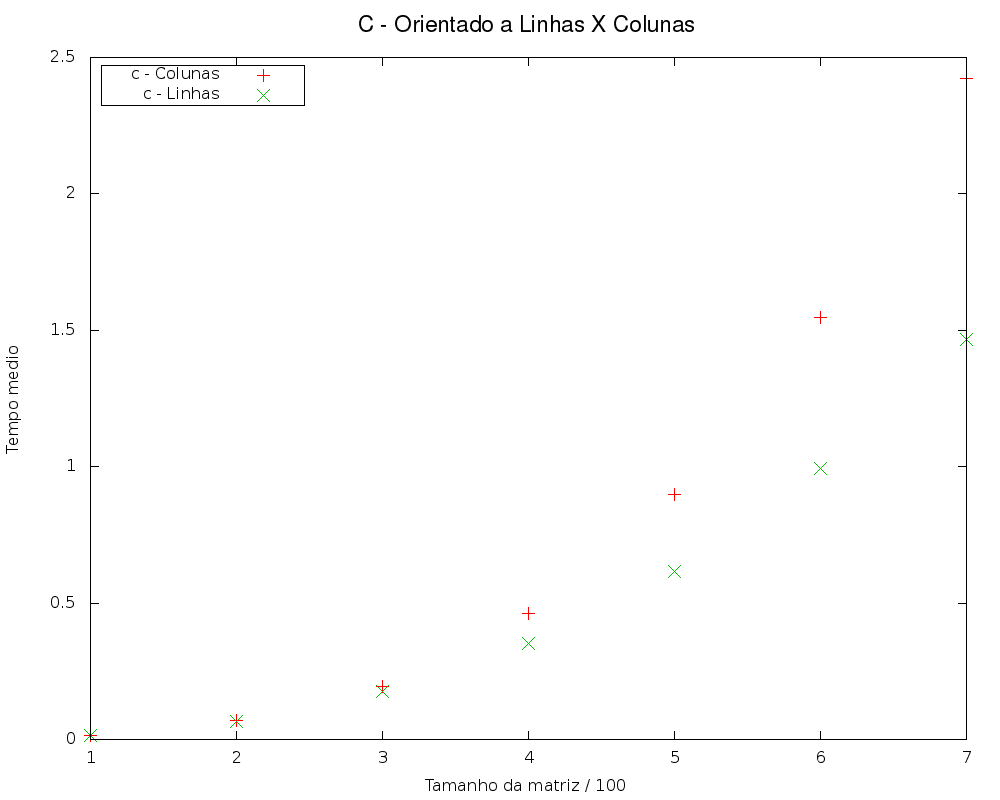 C - Orientado a Linhas X Colunas
2.5
c - Colunas
c - Linhas
2
1.5
1
0.5
0
Tempo medio
1 2 3 4 5 6 7
Tamanho da matriz / 100